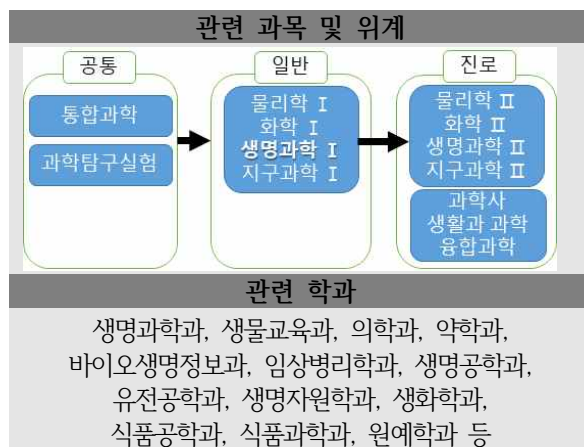 관련 과목 및 위계
공통
통합과학
과학탐구실험
일반
물리학 Ⅰ
화학 Ⅰ
생명과학 Ⅰ
지구과학 Ⅰ
진로
물리학 Ⅱ
화학 Ⅱ
생명과학 Ⅱ
지구과학 Ⅱ
과학사
생활과 과학
융합과학
관련 학과
생명과학과, 생물교육과, 의학과, 약학과,
바이오생명정보과, 임상병리학과, 생명공학과,
유전공학과, 생명자원학과, 생화학과,
식품공학과, 식품과학과, 원예학과 등